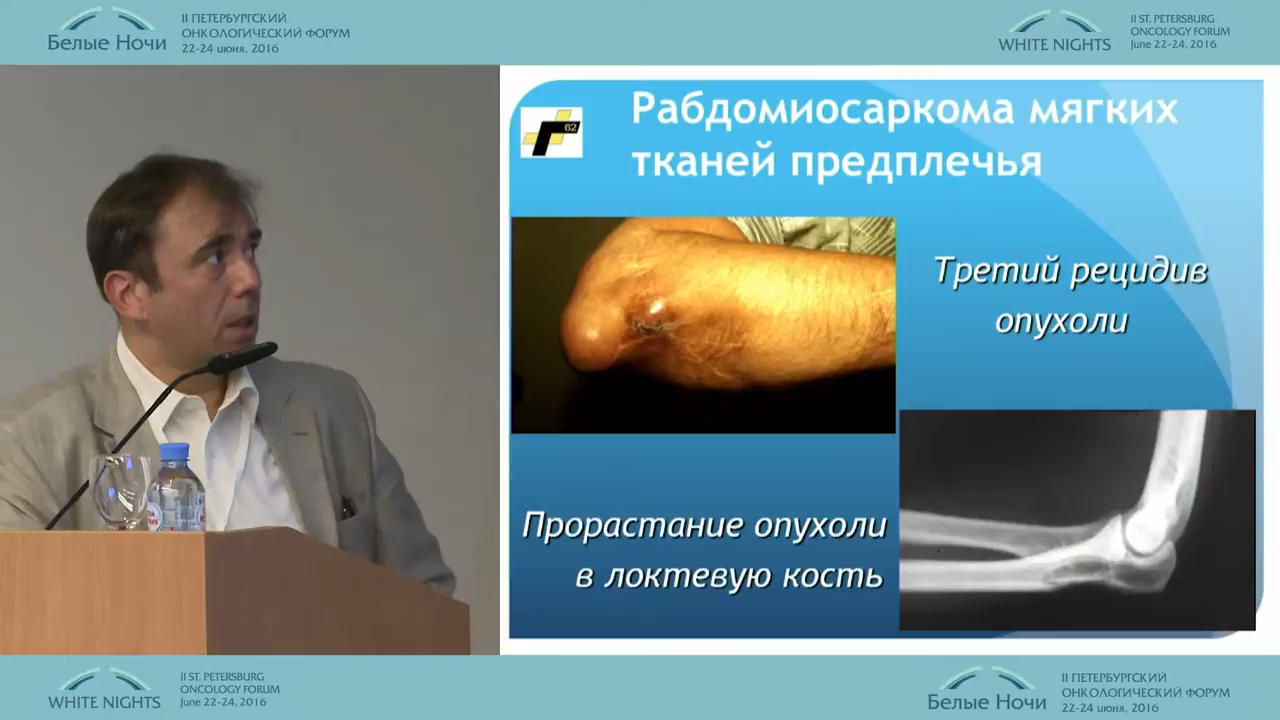 II ПЕТЕРБУРГСКИЙ
ОНКОЛОГИЧЕСКИЙ ФОРУМ
22-24 июня, 2016
Белые Ночи
II ST. PETERSBURG
ONCOLOGY FORUM
June 22-24, 2016
WHITE NIGHTS
62
Рабдомиосаркома мягких
тканей предплечья
Третий рецидив
опухоли
Прорастание опухоли
в локтевую кость
II ST. PETERSBURG
ONCOLOGY FORUM
June 22-24, 2016
WHITE NIGHTS
II ПЕТЕРБУРГСКИЙ
ОНКОЛОГИЧЕСКИЙ ФОРУМ
22-24 июня, 2016
Белые Ночи